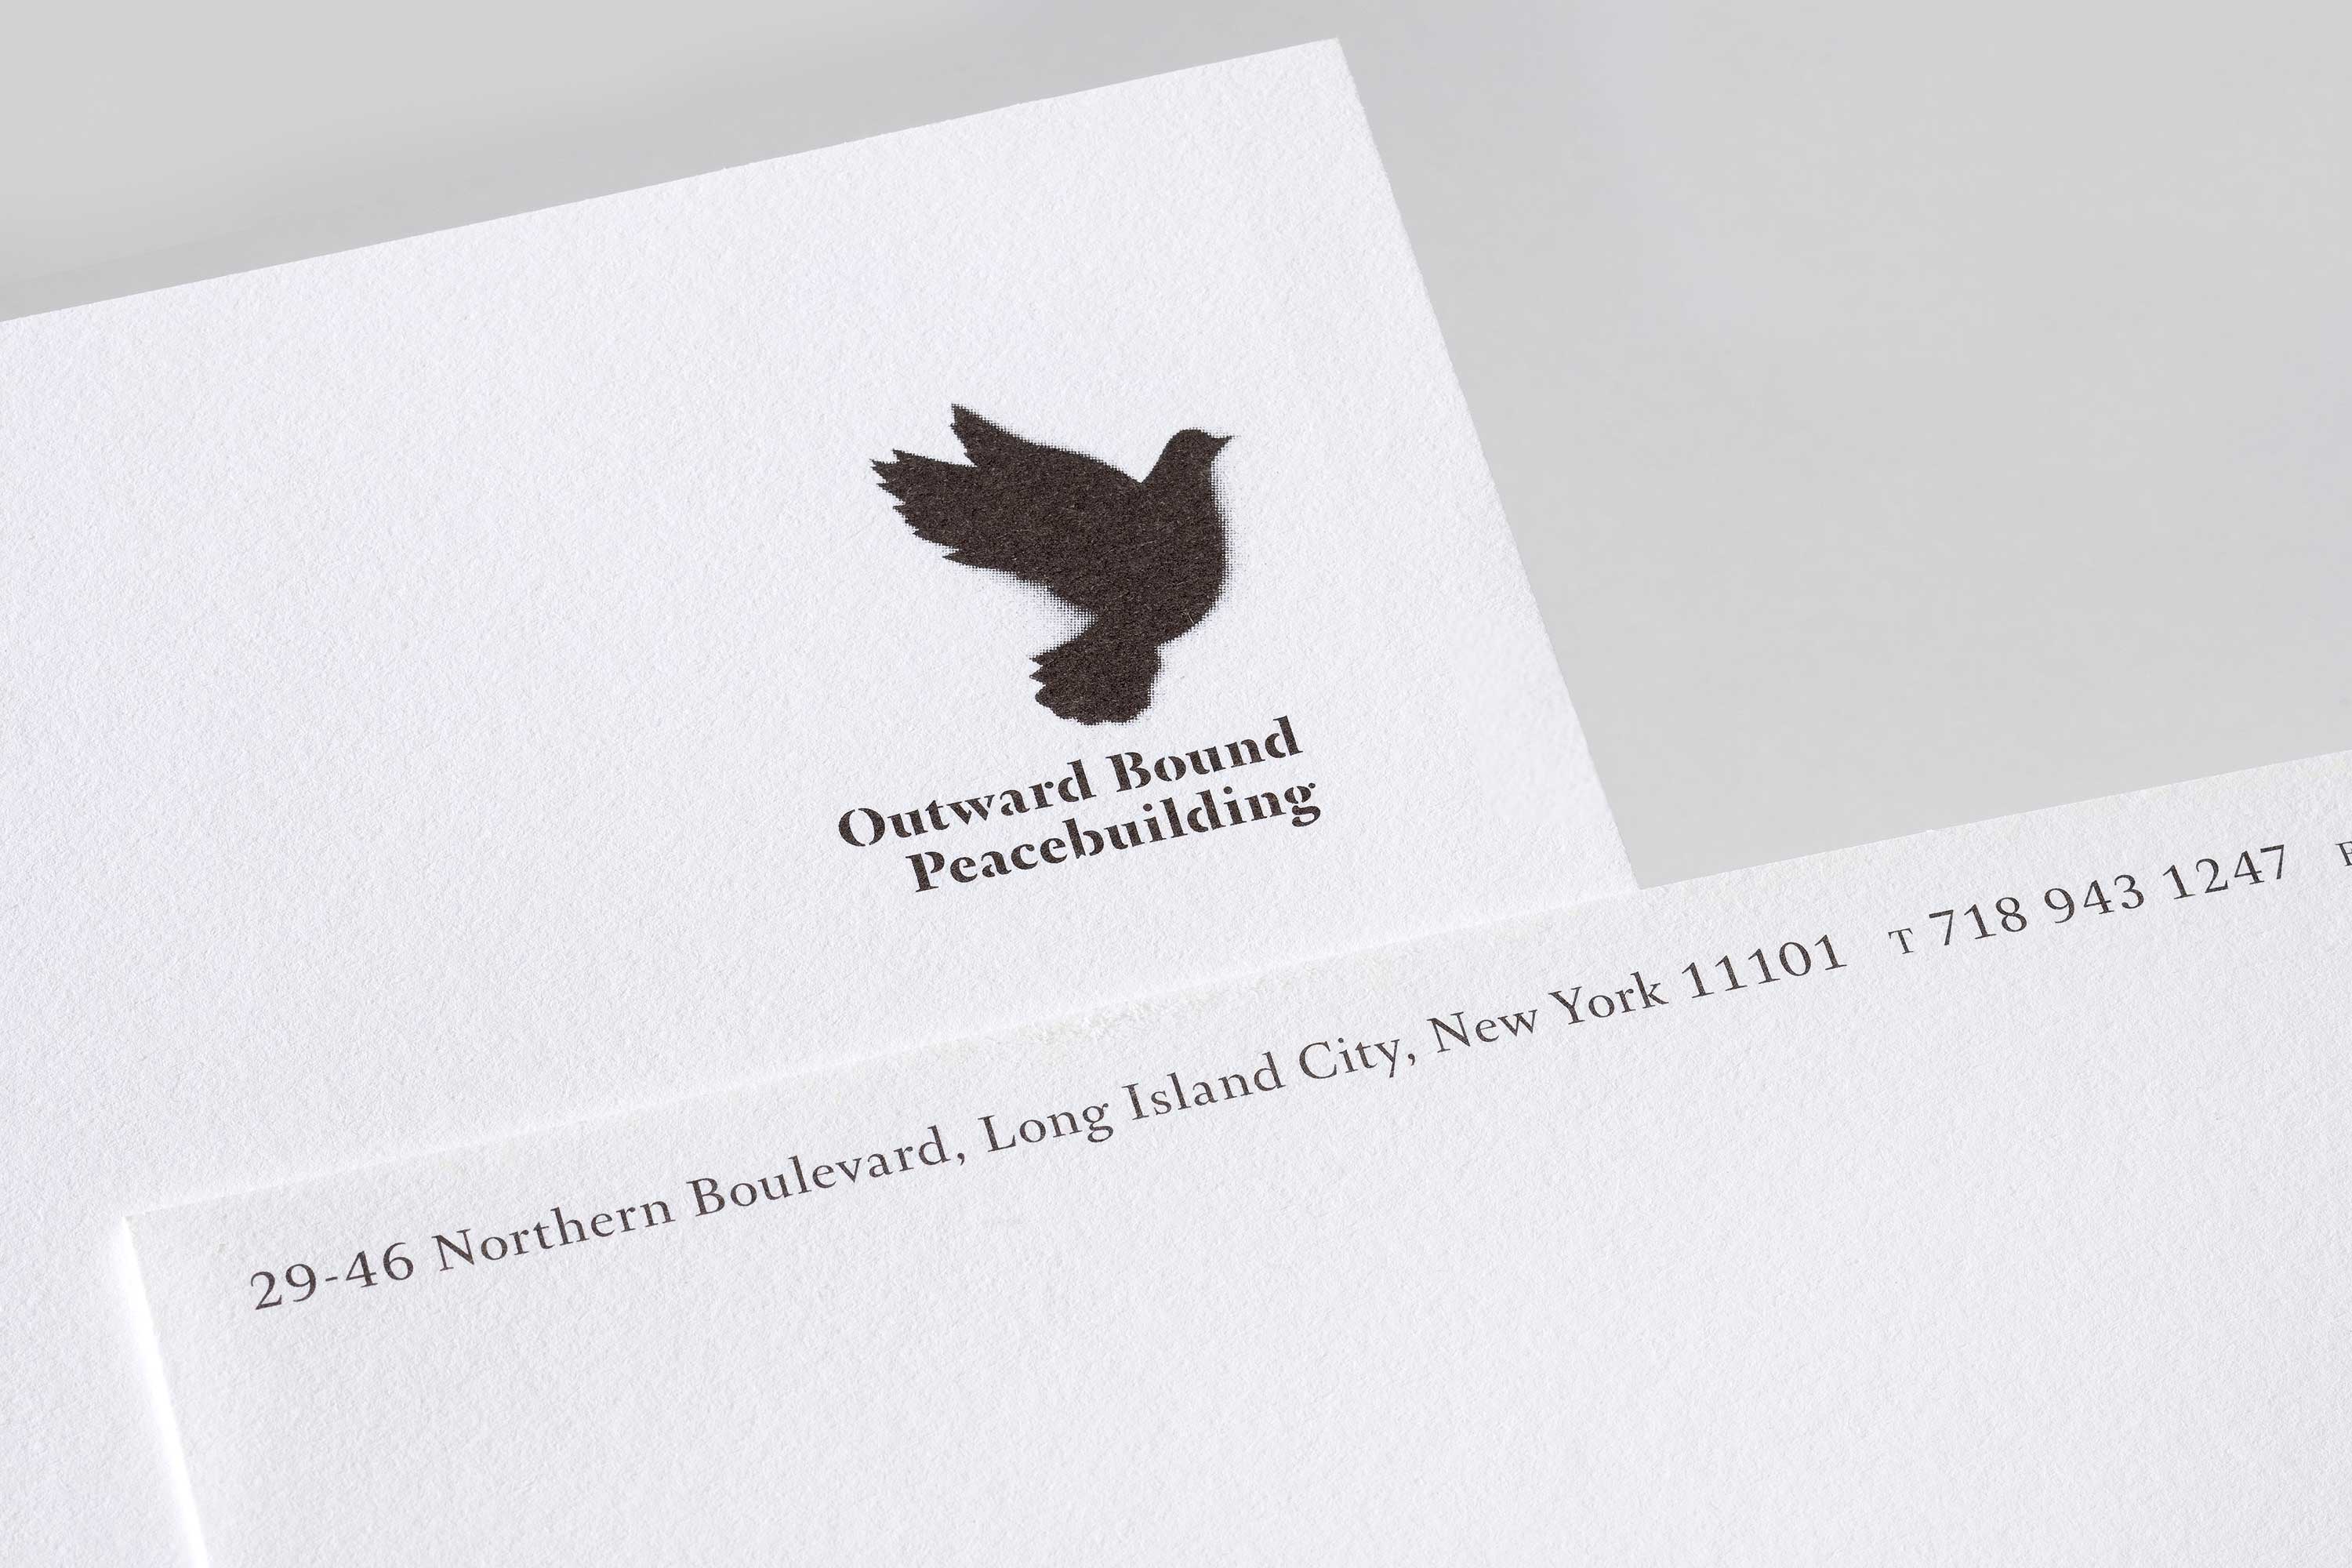 Outward Bound
Peacebuilding
29-46 Northern Boulevard, Long Island City, New York 11101 T 718 943 1247